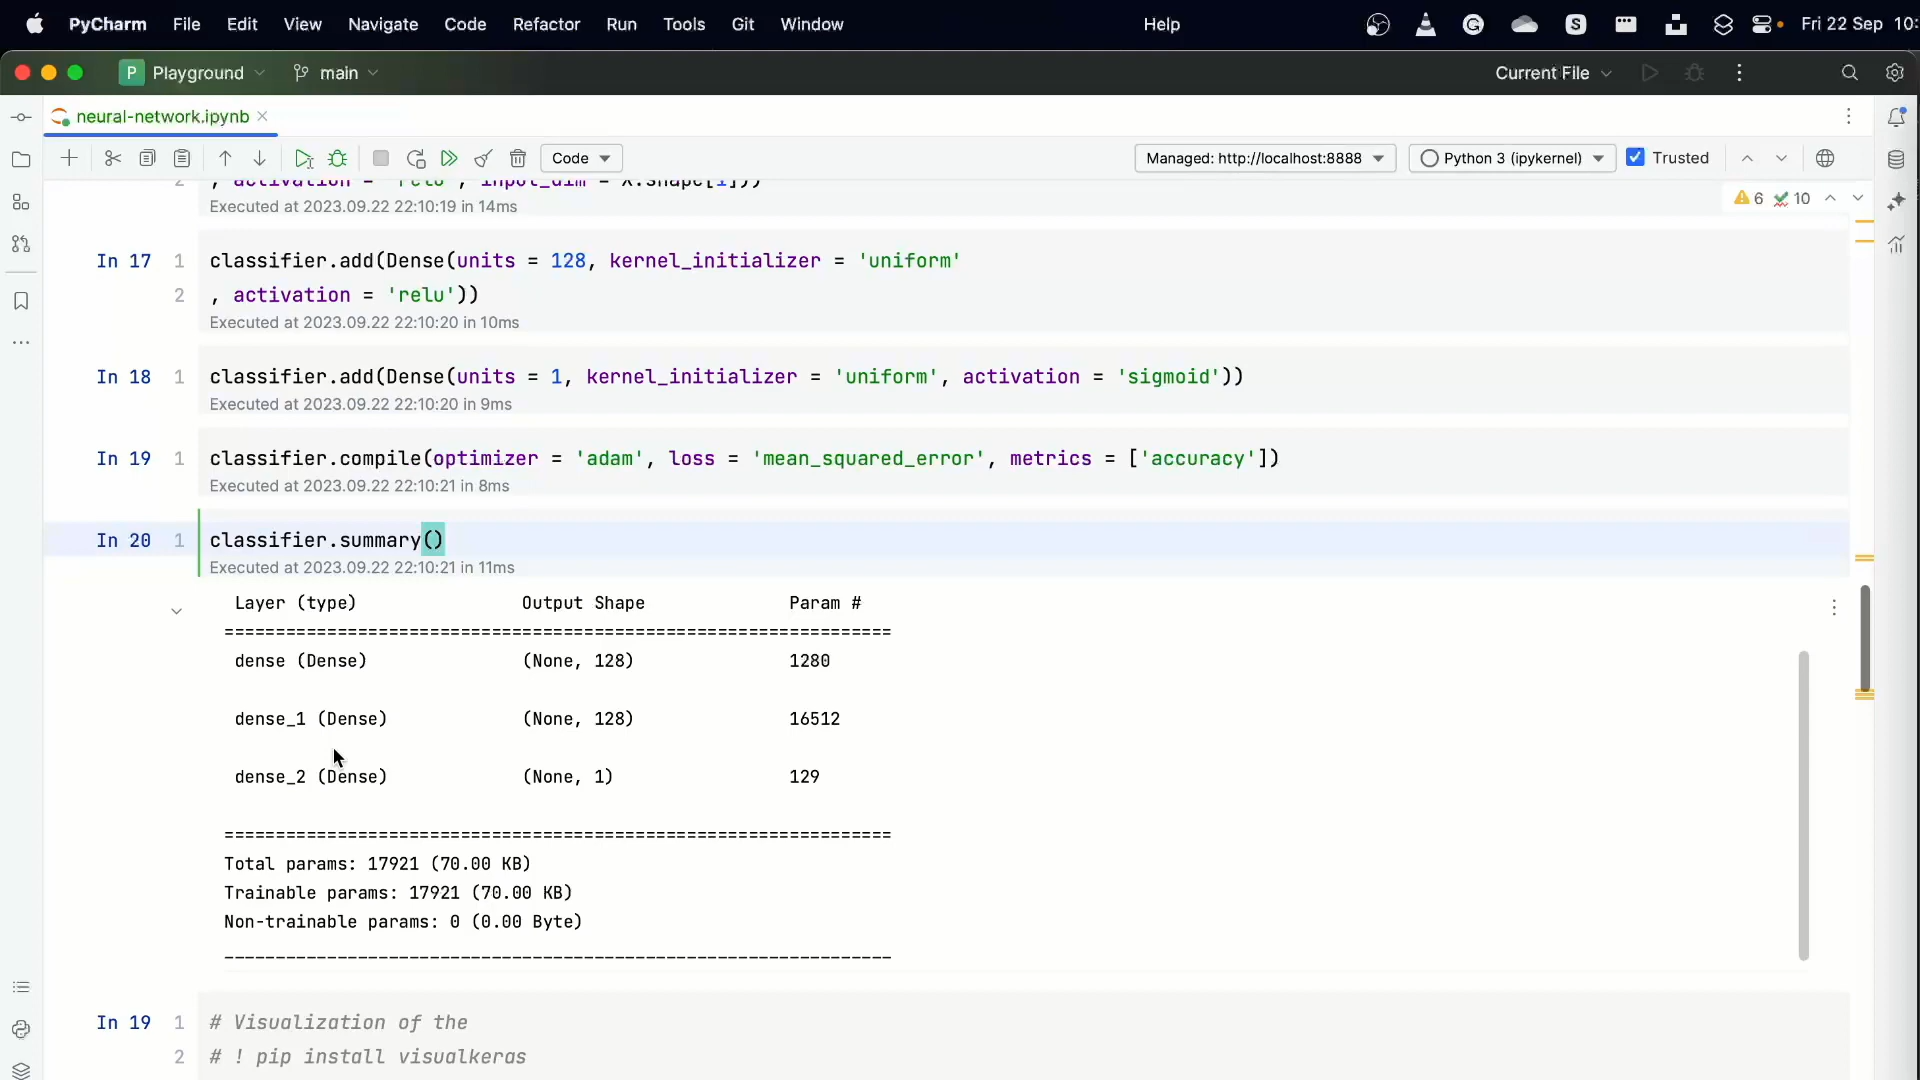 PyCharm File Edit View Navigate Code Refactor Run Tools Git Window Help Fri 22 Sep 10:
P Playground main Current File
neural-network.ipynb
Code Managed: http://localhost:8888 Python 3 (ipykernel) Trusted
2 , activation = 'relu', input_dim = X.shape[1]))
Executed at 2023.09.22 22:10:19 in 14ms
6 10
In 17 1 classifier.add(Dense(units = 128, kernel_initializer = 'uniform'
2 , activation = 'relu'))
Executed at 2023.09.22 22:10:20 in 10ms
In 18 1 classifier.add(Dense(units = 1, kernel_initializer = 'uniform', activation = 'sigmoid'))
Executed at 2023.09.22 22:10:20 in 9ms
In 19 1 classifier.compile(optimizer = 'adam', loss = 'mean_squared_error', metrics = ['accuracy'])
Executed at 2023.09.22 22:10:21 in 8ms
In 20 1 classifier.summary()
Executed at 2023.09.22 22:10:21 in 11ms
Layer (type) Output Shape Param #
=================================================================
dense (Dense) (None, 128) 1280
dense_1 (Dense) (None, 128) 16512
dense_2 (Dense) (None, 1) 129
=================================================================
Total params: 17921 (70.00 KB)
Trainable params: 17921 (70.00 KB)
Non-trainable params: 0 (0.00 Byte)
_________________________________________________________________
In 19 1 # Visualization of the
2 # ! pip install visualkeras